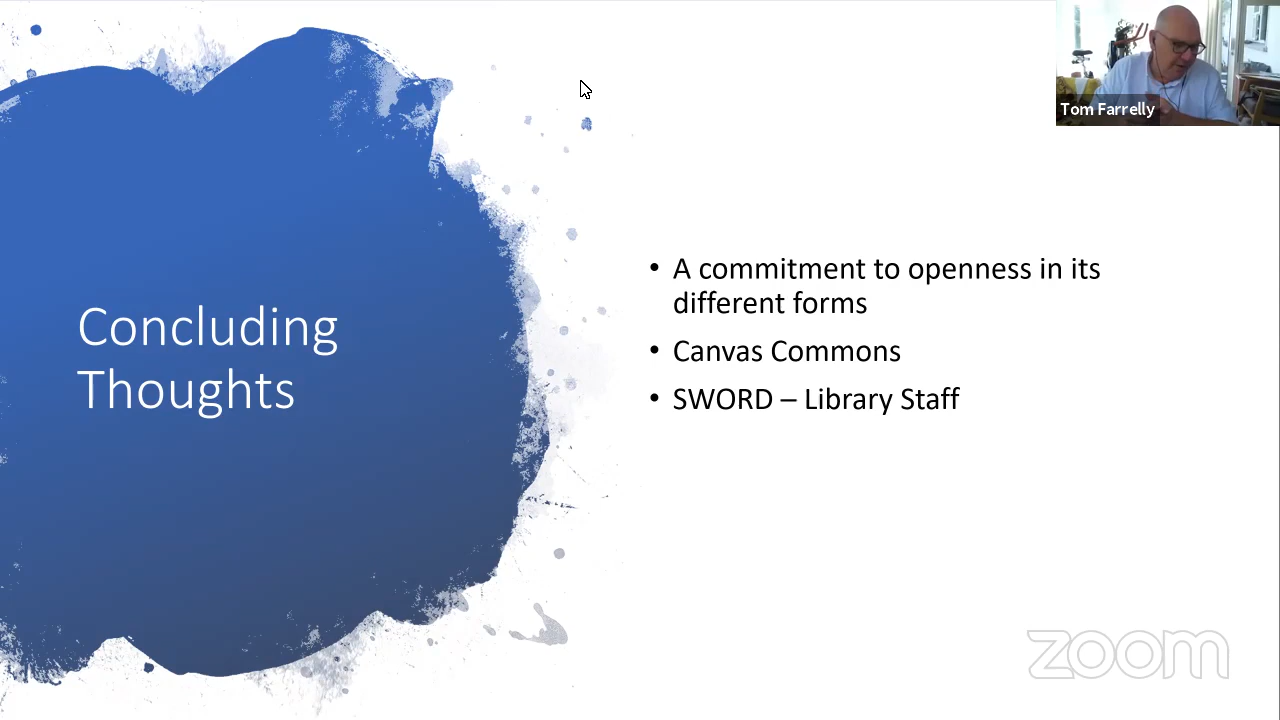 Tom Farrelly
Concluding
Thoughts
• A commitment to openness in its
different forms
• Canvas Commons
• SWORD – Library Staff
zoom